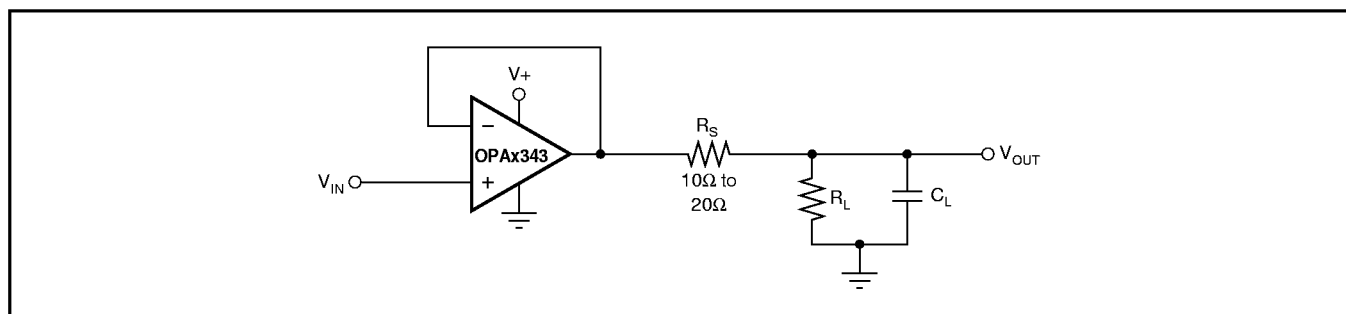 V+
−
OPAx343
+
V_IN
R_S
10Ω to
20Ω
R_L
C_L
V_OUT